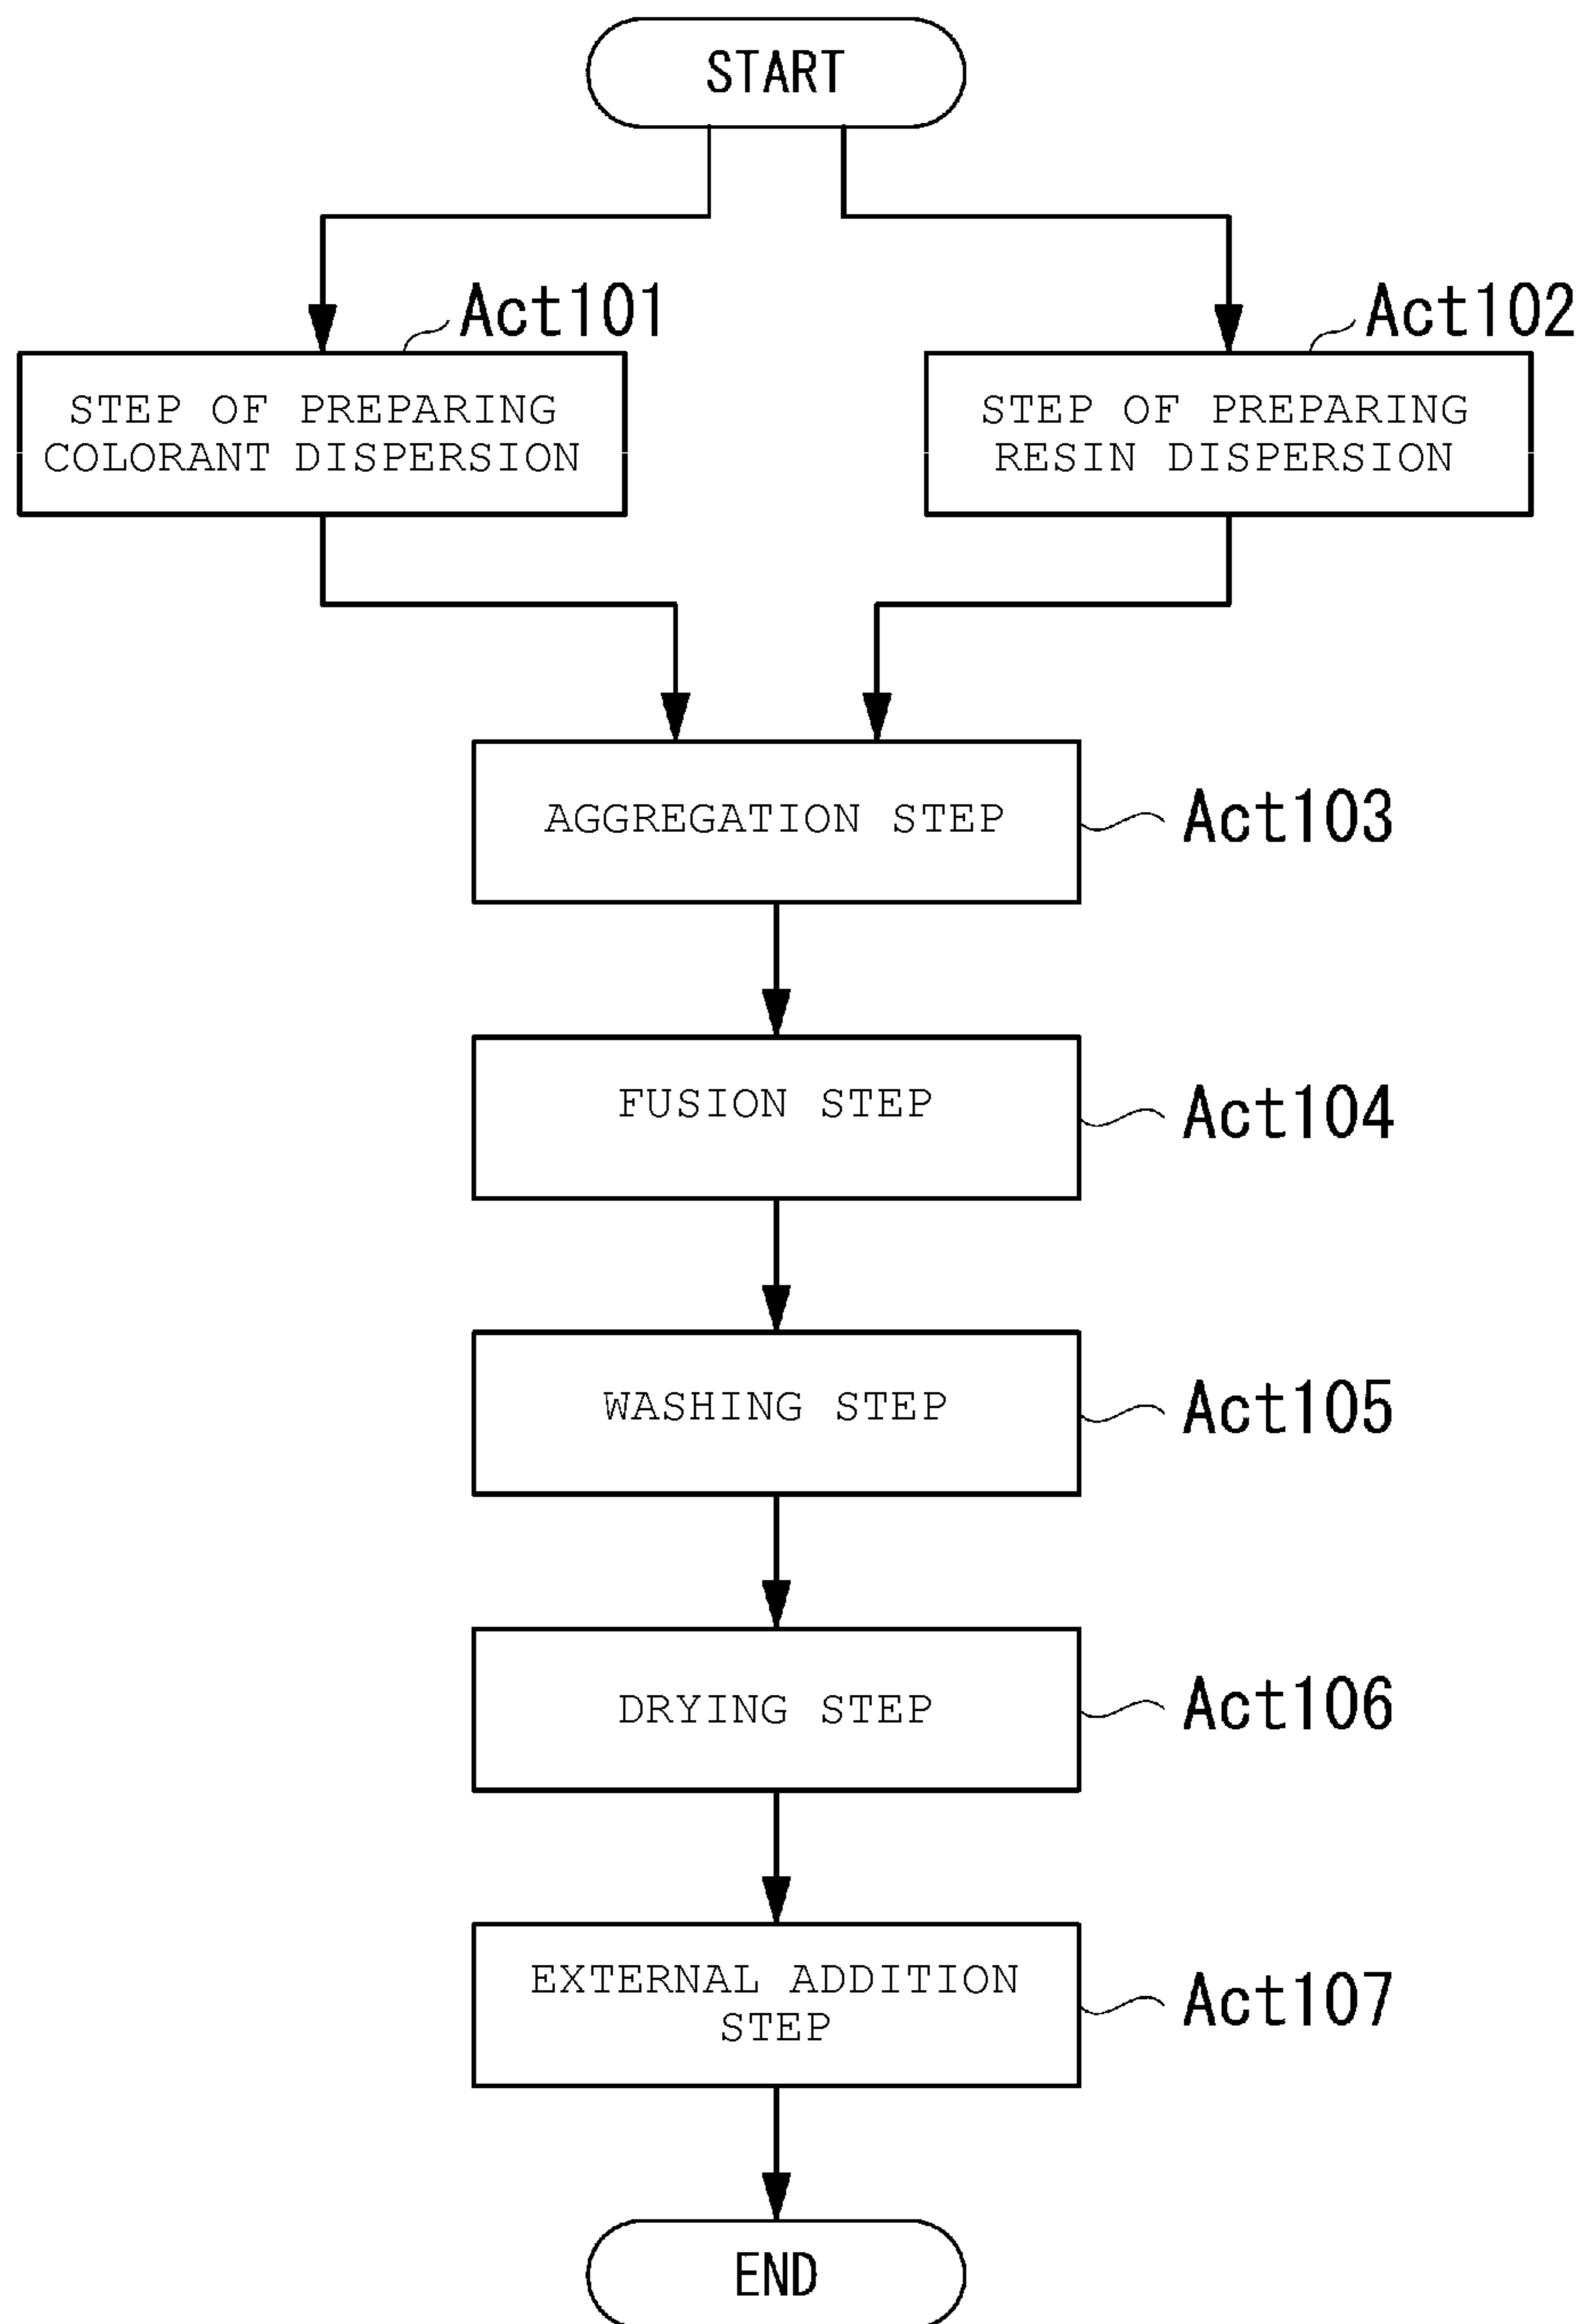 START
Act101
Act102
STEP OF PREPARING
COLORANT DISPERSION
STEP OF PREPARING
RESIN DISPERSION
AGGREGATION STEP
Act103
FUSION STEP
Act104
WASHING STEP
Act105
DRYING STEP
Act106
EXTERNAL ADDITION
STEP
Act107
END